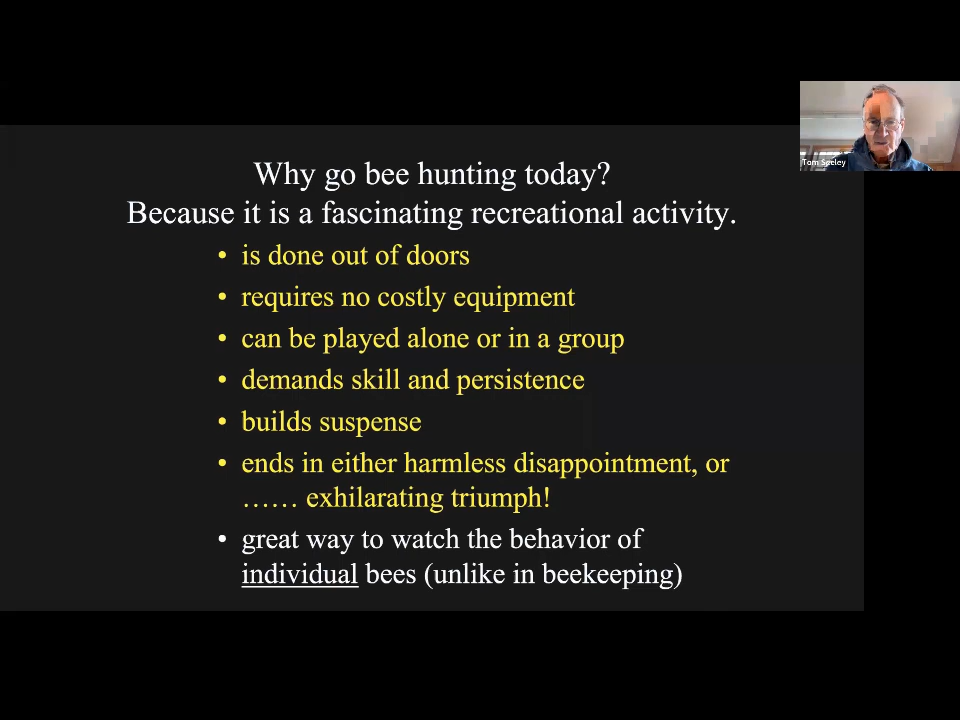 Why go bee hunting today?
Because it is a fascinating recreational activity.
• is done out of doors
• requires no costly equipment
• can be played alone or in a group
• demands skill and persistence
• builds suspense
• ends in either harmless disappointment, or
…… exhilarating triumph!
• great way to watch the behavior of
individual bees (unlike in beekeeping)
Tom Seeley